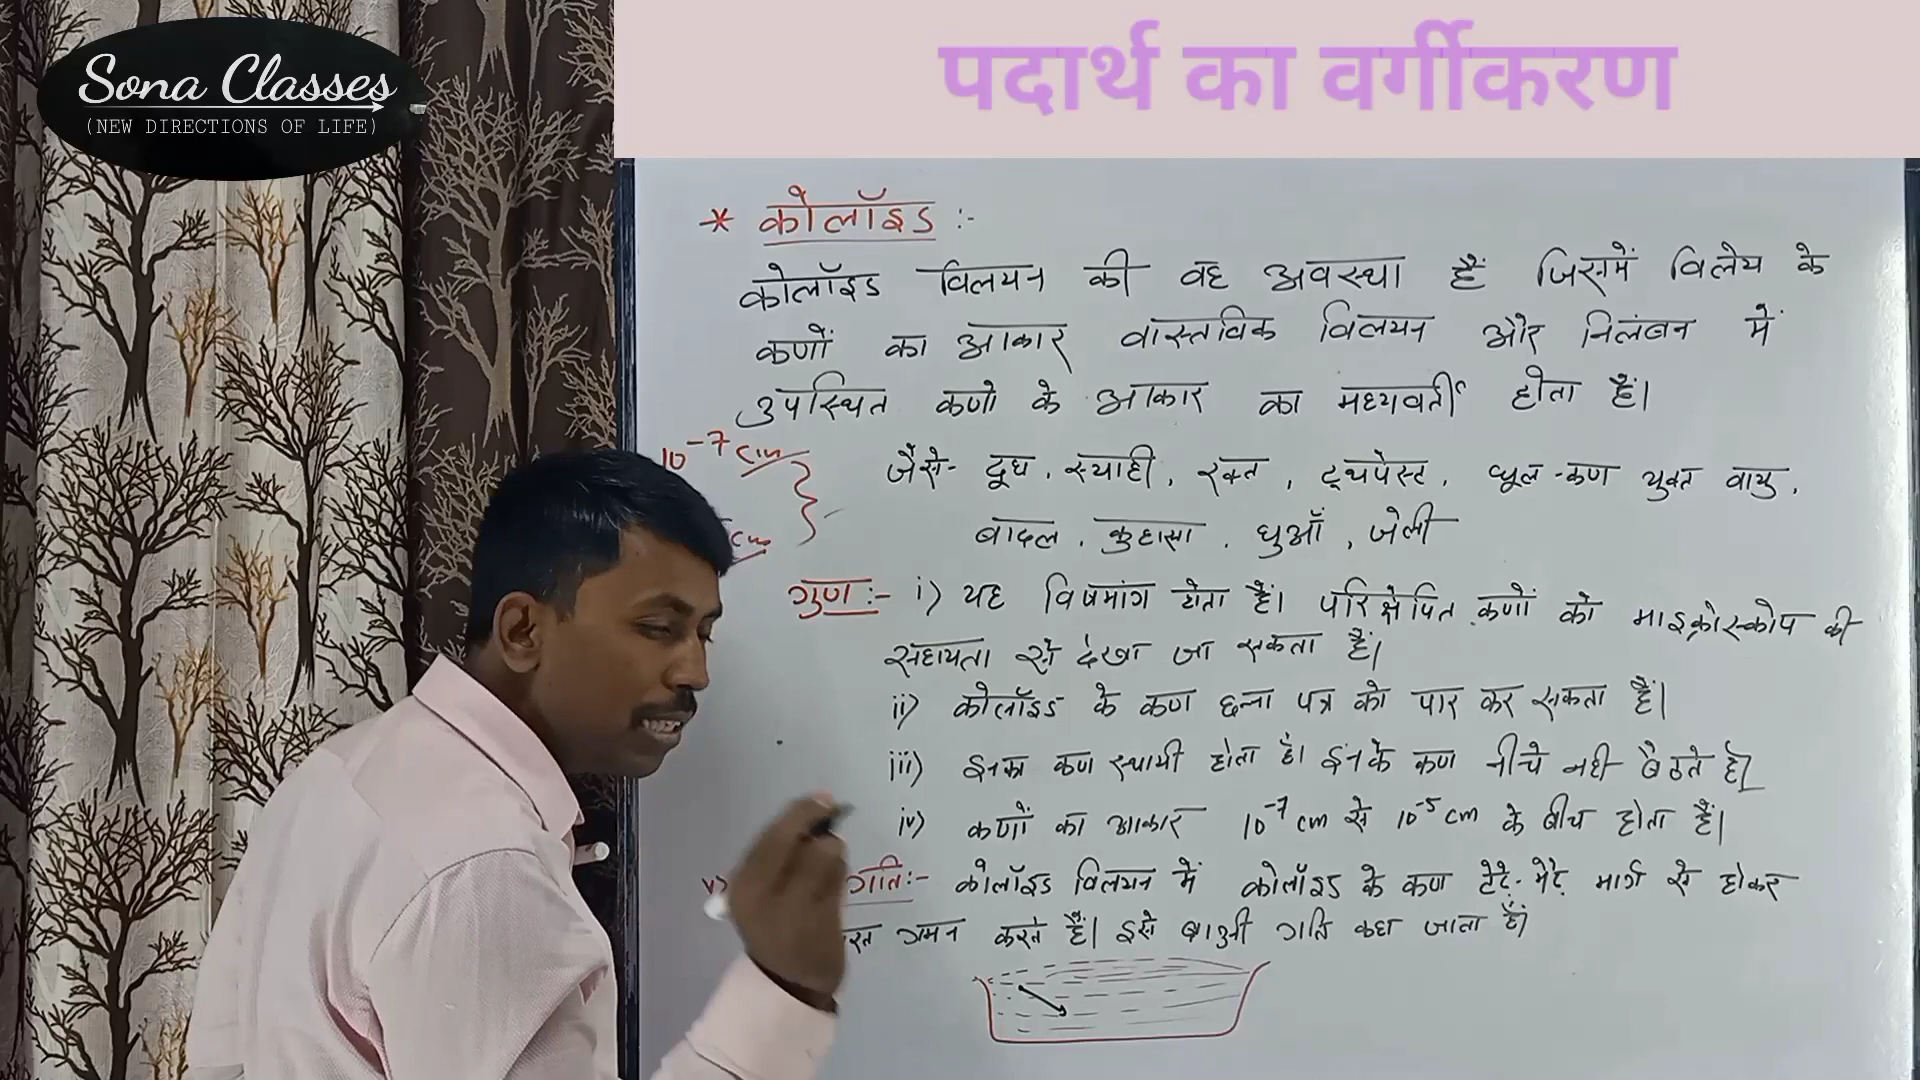 Sona Classes
(NEW DIRECTIONS OF LIFE)
पदार्थ का वर्गीकरण
* कोलॉइड :-
कोलॉइड विलयन की वह अवस्था हैं जिसमें विलेय के
कणों का आकार वास्तविक विलयन और निलंबन में
उपस्थित कणो के आकार का मध्यवर्ती होता हैं।
10⁻⁷ cm
cm
जैसे- दूध, स्याही, रक्त, टूथपेस्ट, धूल-कण युक्त वायु,
बादल, कुहासा, धुआँ, जेली
गुण :- i) यह विषमांग होता हैं। परिक्षेपित कणों को माइक्रोस्कोप की
सहायता से देखा जा सकता हैं।
ii) कोलॉइड के कण छन्ना पत्र को पार कर सकता हैं।
iii) इनका कण स्थायी होता है। इनके कण नीचे नही बैठते है।
iv) कणों का आकार 10⁻⁷ cm से 10⁻⁵ cm के बीच होता हैं।
v) गति:- कोलॉइड विलयन में कोलॉइड के कण टेढ़े-मेढ़े मार्ग से होकर
गमन करते हैं। इसे ब्राउनी गति कहा जाता हैं।